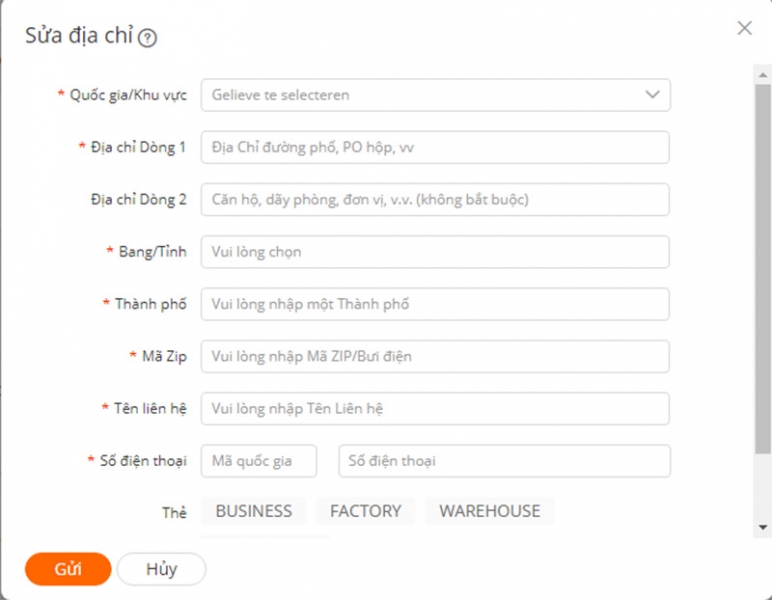 Sửa địa chỉ ?
* Quốc gia/Khu vực Gelieve te selecteren
* Địa chỉ Dòng 1 Địa Chỉ đường phố, PO hộp, vv
Địa chỉ Dòng 2 Căn hộ, dãy phòng, đơn vị, v.v. (không bắt buộc)
* Bang/Tỉnh Vui lòng chọn
* Thành phố Vui lòng nhập một Thành phố
* Mã Zip Vui lòng nhập Mã ZIP/Bưi điện
* Tên liên hệ Vui lòng nhập Tên Liên hệ
* Số điện thoại Mã quốc gia Số điện thoại
Thẻ BUSINESS FACTORY WAREHOUSE
Gửi Hủy